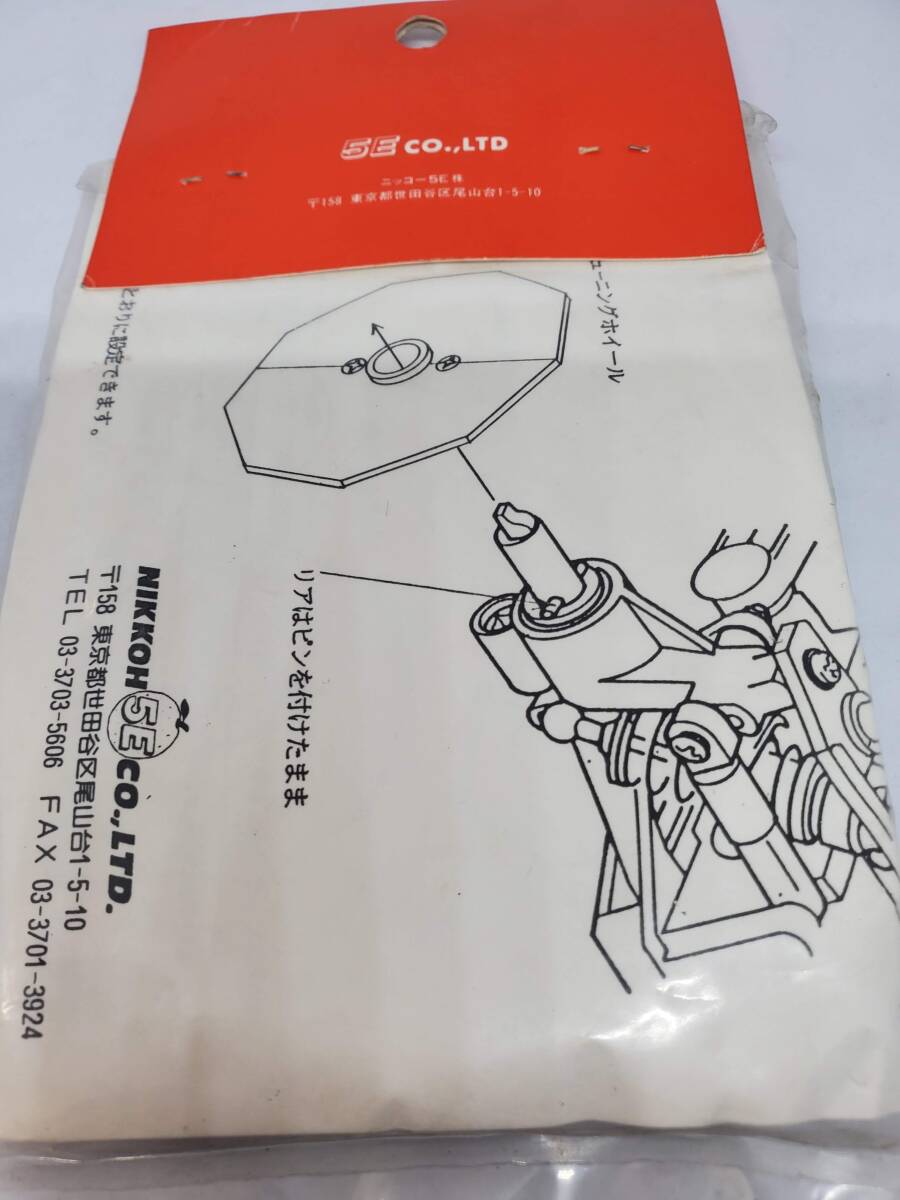 5E CO.,LTD
ニッコー5E 株
〒158 東京都世田谷区尾山台1-5-10
ューニングホイール
とおりに設定できます。
リアはピンを付けたまま
NIKKOH 5E CO.,LTD.
〒158 東京都世田谷区尾山台1-5-10
TEL 03-3703-5606 FAX 03-3701-3924